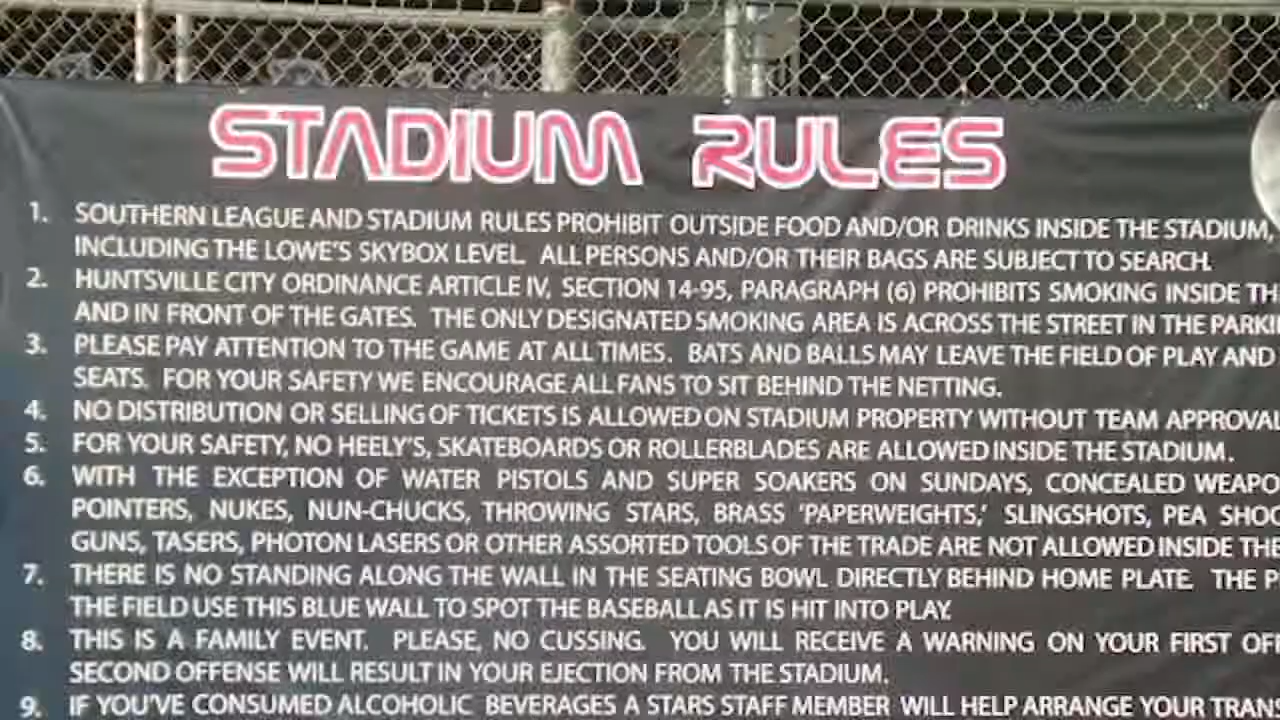 STADIUM RULES
1. SOUTHERN LEAGUE AND STADIUM RULES PROHIBIT OUTSIDE FOOD AND/OR DRINKS INSIDE THE STADIUM,
INCLUDING THE LOWE'S SKYBOX LEVEL. ALL PERSONS AND/OR THEIR BAGS ARE SUBJECT TO SEARCH.
2. HUNTSVILLE CITY ORDINANCE ARTICLE IV, SECTION 14-95, PARAGRAPH (6) PROHIBITS SMOKING INSIDE TH
AND IN FRONT OF THE GATES. THE ONLY DESIGNATED SMOKING AREA IS ACROSS THE STREET IN THE PARKI
3. PLEASE PAY ATTENTION TO THE GAME AT ALL TIMES. BATS AND BALLS MAY LEAVE THE FIELD OF PLAY AND
SEATS. FOR YOUR SAFETY WE ENCOURAGE ALL FANS TO SIT BEHIND THE NETTING.
4. NO DISTRIBUTION OR SELLING OF TICKETS IS ALLOWED ON STADIUM PROPERTY WITHOUT TEAM APPROVAL
5. FOR YOUR SAFETY, NO HEELY'S, SKATEBOARDS OR ROLLERBLADES ARE ALLOWED INSIDE THE STADIUM.
6. WITH THE EXCEPTION OF WATER PISTOLS AND SUPER SOAKERS ON SUNDAYS, CONCEALED WEAPO
POINTERS, NUKES, NUN-CHUCKS, THROWING STARS, BRASS 'PAPERWEIGHTS,' SLINGSHOTS, PEA SHOO
GUNS, TASERS, PHOTON LASERS OR OTHER ASSORTED TOOLS OF THE TRADE ARE NOT ALLOWED INSIDE THE
7. THERE IS NO STANDING ALONG THE WALL IN THE SEATING BOWL DIRECTLY BEHIND HOME PLATE. THE P
THE FIELD USE THIS BLUE WALL TO SPOT THE BASEBALL AS IT IS HIT INTO PLAY.
8. THIS IS A FAMILY EVENT. PLEASE, NO CUSSING. YOU WILL RECEIVE A WARNING ON YOUR FIRST OF
SECOND OFFENSE WILL RESULT IN YOUR EJECTION FROM THE STADIUM.
9. IF YOU'VE CONSUMED ALCOHOLIC BEVERAGES A STARS STAFF MEMBER WILL HELP ARRANGE YOUR TRANS